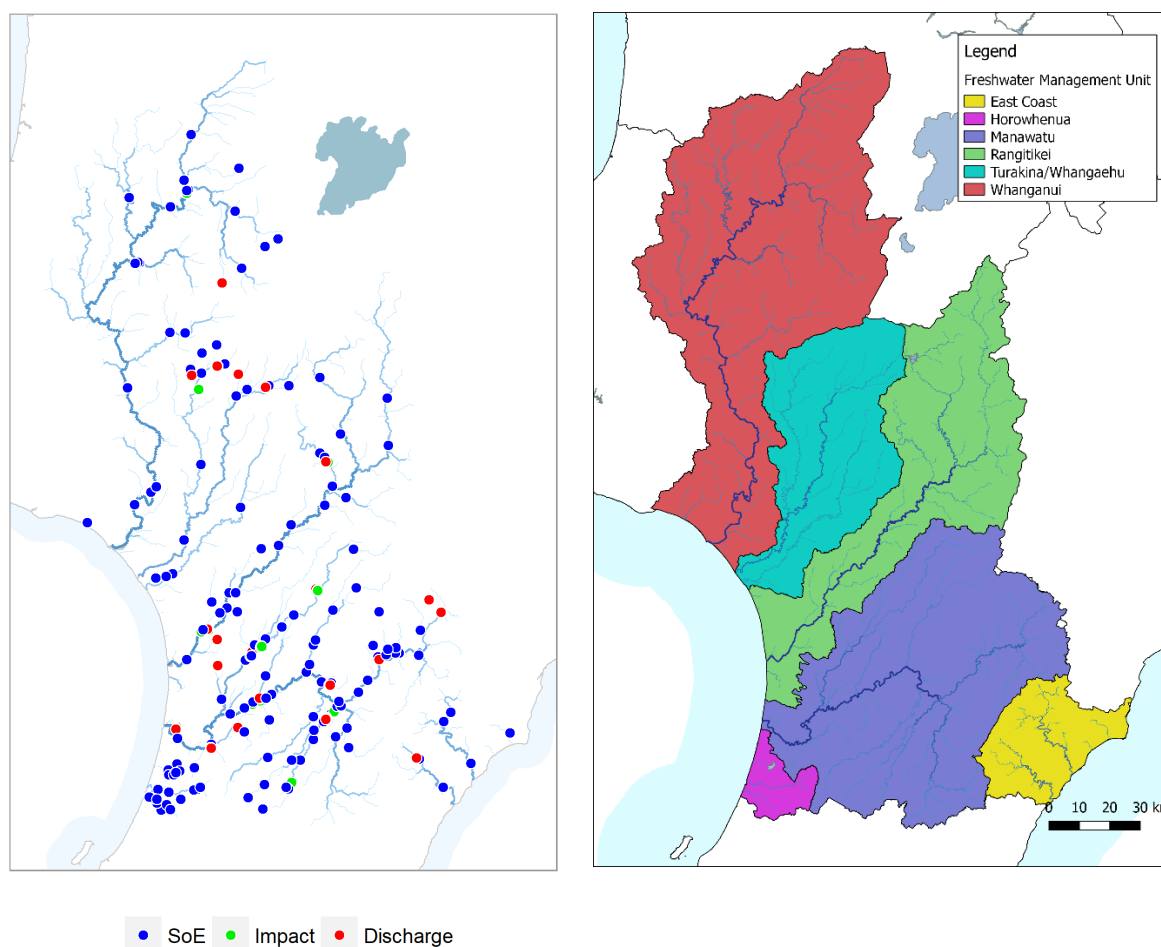 Legend
Freshwater Management Unit
East Coast
Horowhenua
Manawatu
Rangitikei
Turakina/Whangaehu
Whanganui
0 10 20 30 k
SoE Impact Discharge